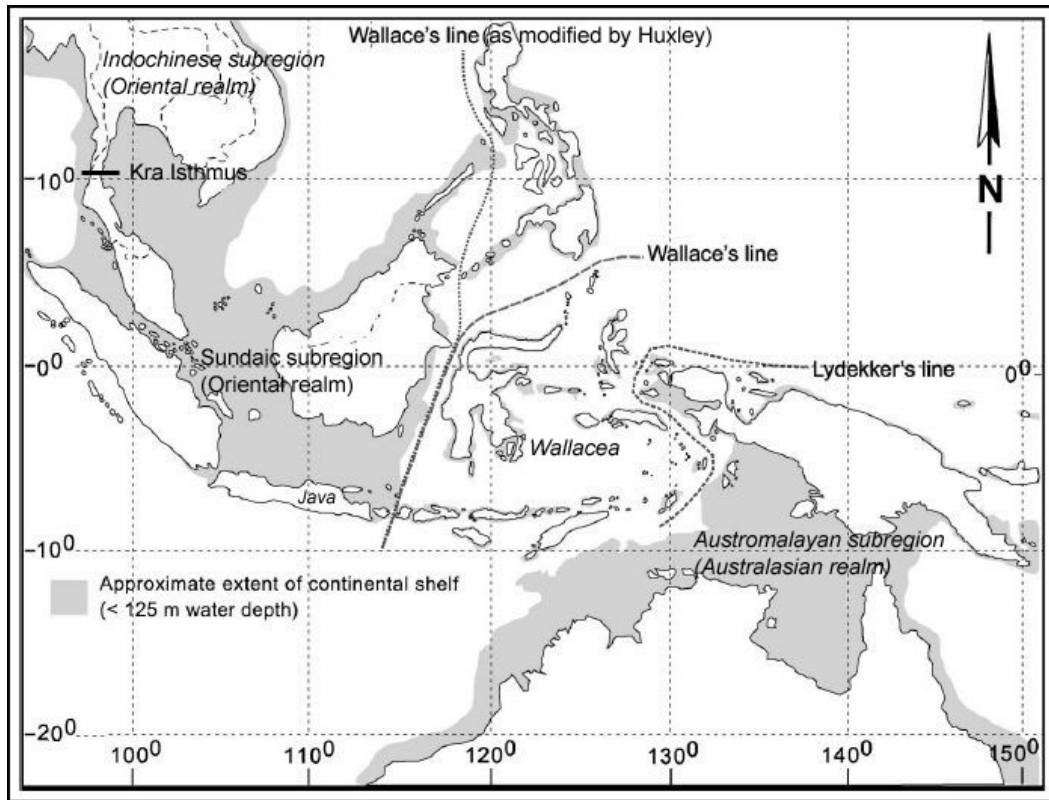 Wallace's line (as modified by Huxley)
Indochinese subregion
(Oriental realm)
Kra Isthmus
10⁰
N
Wallace's line
Sundaic subregion
(Oriental realm)
0⁰
Lydekker's line
0⁰
Wallacea
Java
10⁰
Austromalayan subregion
(Australasian realm)
Approximate extent of continental shelf
(< 125 m water depth)
20⁰
100⁰ 110⁰ 120⁰ 130⁰ 140⁰ 150⁰